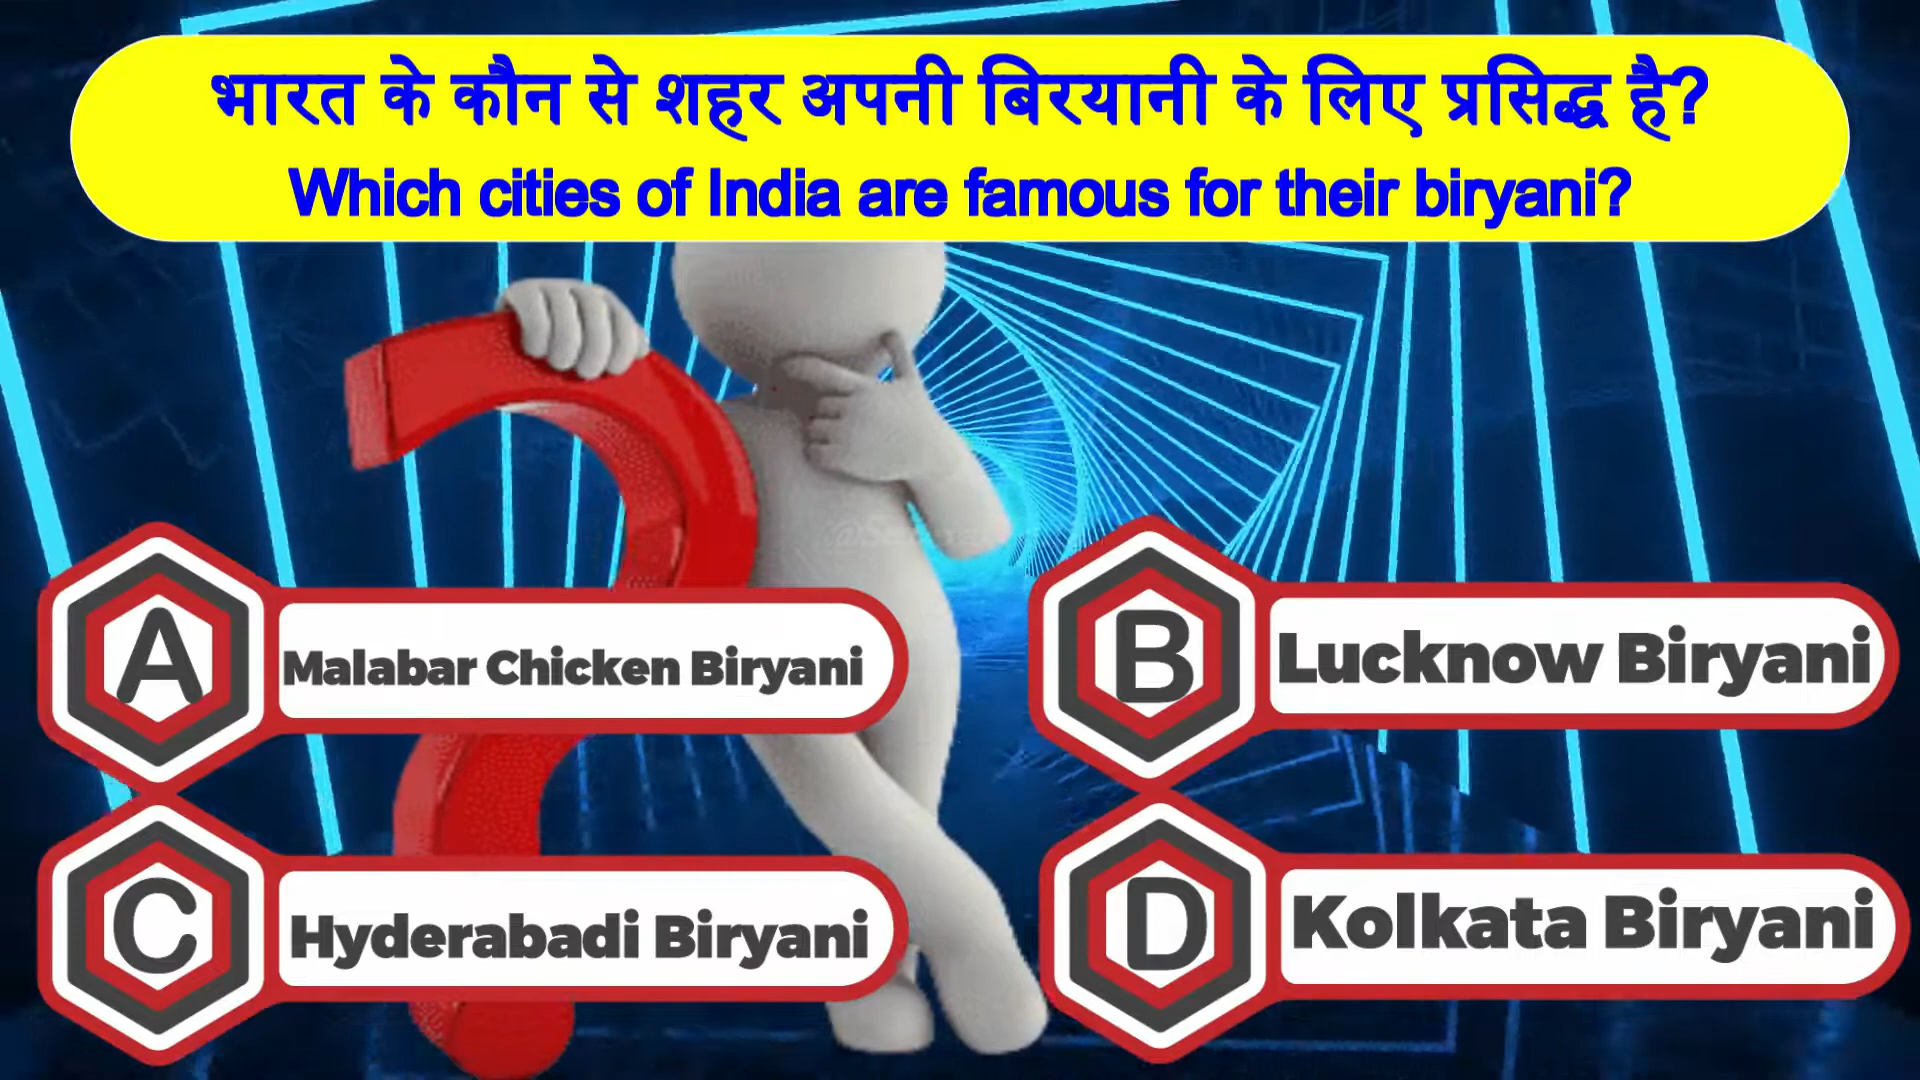 भारत के कौन से शहर अपनी बिरयानी के लिए प्रसिद्ध है?
Which cities of India are famous for their biryani?
A Malabar Chicken Biryani
B Lucknow Biryani
C Hyderabadi Biryani
D Kolkata Biryani